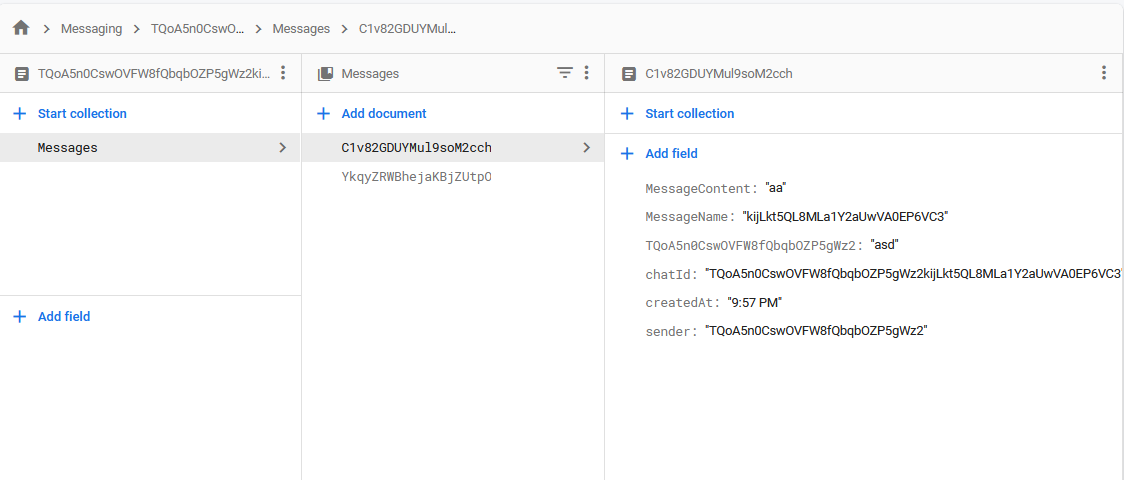 Messaging > TQoA5n0CswO... > Messages > C1v82GDUYMul...
TQoA5n0CswOVFW8fQbqbOZP5gWz2ki...
Start collection
Messages
Add field
Messages
Add document
C1v82GDUYMul9soM2cch
YkqyZRWBhejaKBjZUtpO
C1v82GDUYMul9soM2cch
Start collection
Add field
MessageContent: "aa"
MessageName: "kijLkt5QL8MLa1Y2aUwVA0EP6VC3"
TQoA5n0CswOVFW8fQbqbOZP5gWz2: "asd"
chatId: "TQoA5n0CswOVFW8fQbqbOZP5gWz2kijLkt5QL8MLa1Y2aUwVA0EP6VC3"
createdAt: "9:57 PM"
sender: "TQoA5n0CswOVFW8fQbqbOZP5gWz2"